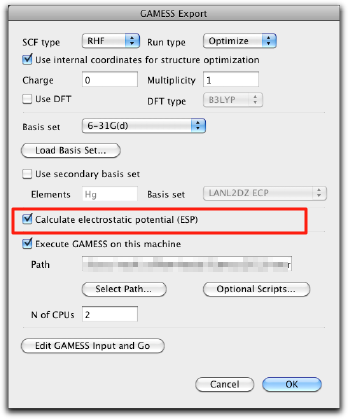 GAMESS Export
SCF type RHF Run type Optimize
Use internal coordinates for structure optimization
Charge 0 Multiplicity 1
Use DFT DFT type B3LYP
Basis set 6-31G(d)
Load Basis Set...
Use secondary basis set
Elements Hg Basis set LANL2DZ ECP
Calculate electrostatic potential (ESP)
Execute GAMESS on this machine
Path
Select Path... Optional Scripts...
N of CPUs 2
Edit GAMESS Input and Go
Cancel OK